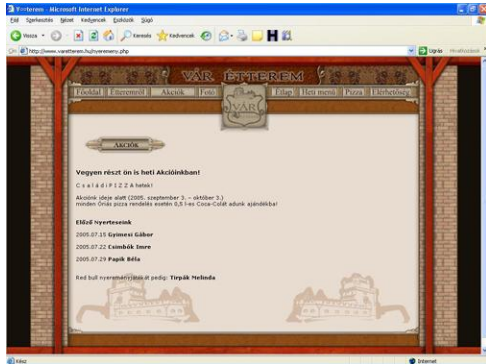 Várétterem - Microsoft Internet Explorer
Fájl Szerkesztés Nézet Kedvencek Eszközök Súgó
Vissza Keresés Kedvencek
http://www.varetterem.hu/nyeremeny.php Ugrás Hivatkozások
VÁR ÉTTEREM
Főoldal Étteremről Akciók Fotó Étlap Heti menü Pizza Elérhetőség
VÁR
AKCIÓK
Vegyen részt ön is heti Akcióinkban!
C s a l á d i P I Z Z A hetek!
Akciónk ideje alatt (2005. szeptember 3. - október 3.)
minden Óriás pizza rendelés esetén 0,5 l-es Coca-Colát adunk ajándékba!
Előző Nyerteseink
2005.07.15 Gyimesi Gábor
2005.07.22 Csimbók Imre
2005.07.29 Papik Béla
Red bull nyereményjátékát pedig: Tirpák Melinda
Kész Internet